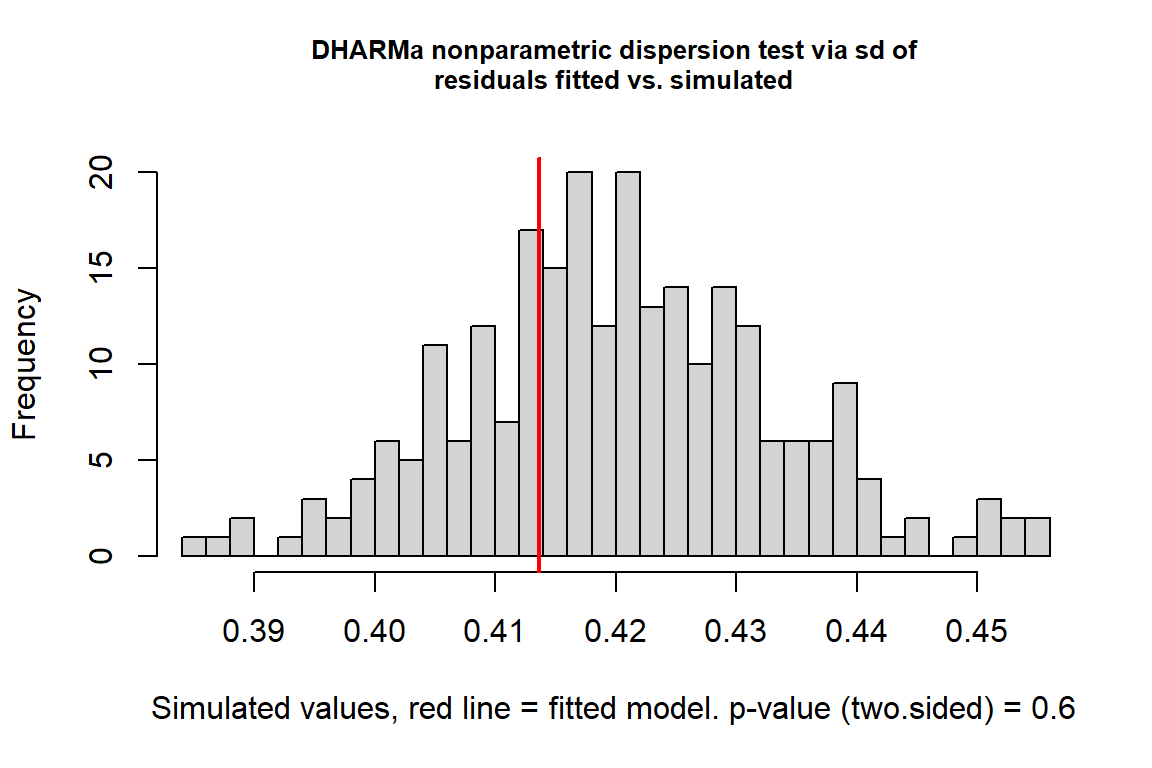 DHARMa nonparametric dispersion test via sd of
residuals fitted vs. simulated
Frequency
20
15
10
5
0
0.39 0.40 0.41 0.42 0.43 0.44 0.45
Simulated values, red line = fitted model. p-value (two.sided) = 0.6